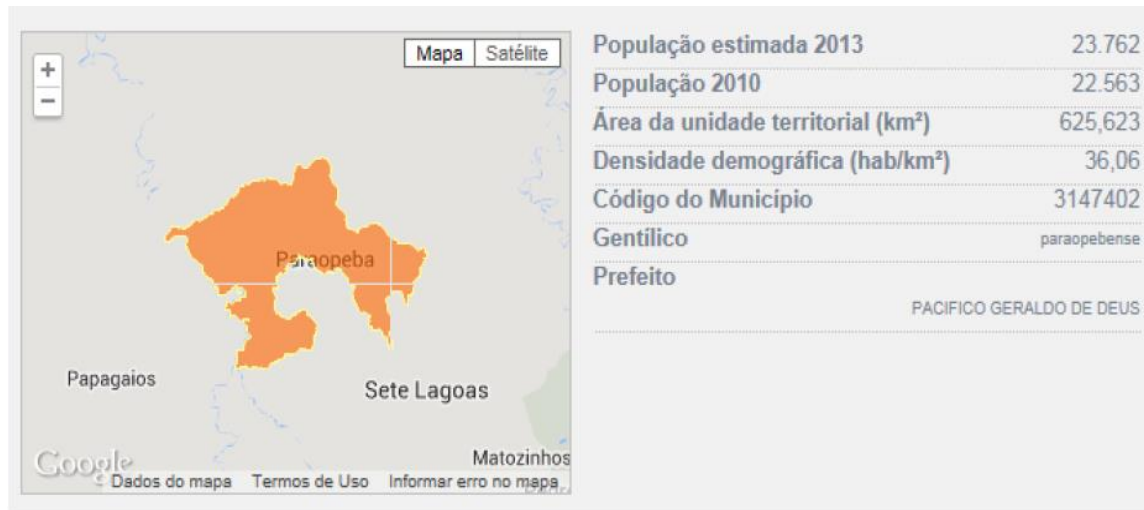 +
−
Mapa Satélite
Paraopeba
Papagaios
Sete Lagoas
Matozinhos
Google
Dados do mapa Termos de Uso Informar erro no mapa
População estimada 2013 23.762
População 2010 22.563
Área da unidade territorial (km²) 625,623
Densidade demográfica (hab/km²) 36,06
Código do Município 3147402
Gentílico paraopebense
Prefeito
PACIFICO GERALDO DE DEUS